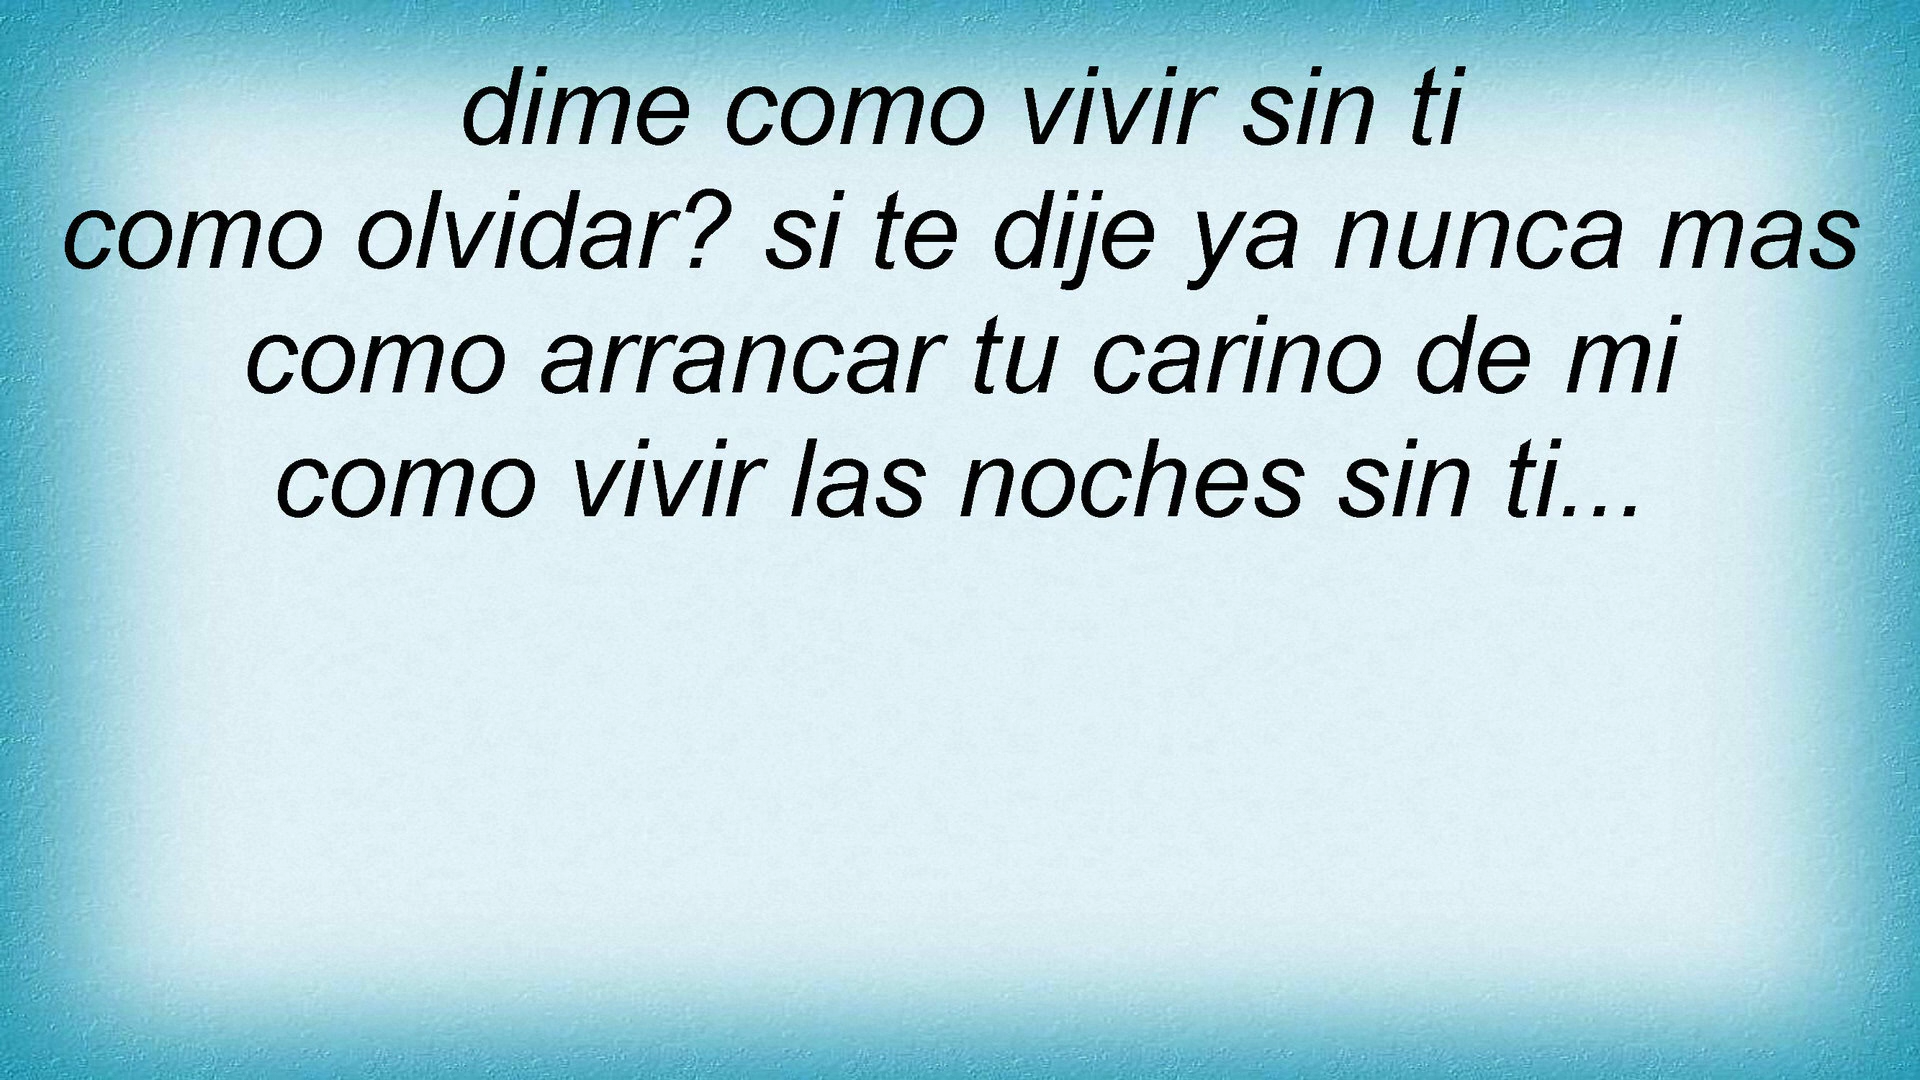 dime como vivir sin ti
como olvidar? si te dije ya nunca mas
como arrancar tu carino de mi
como vivir las noches sin ti...